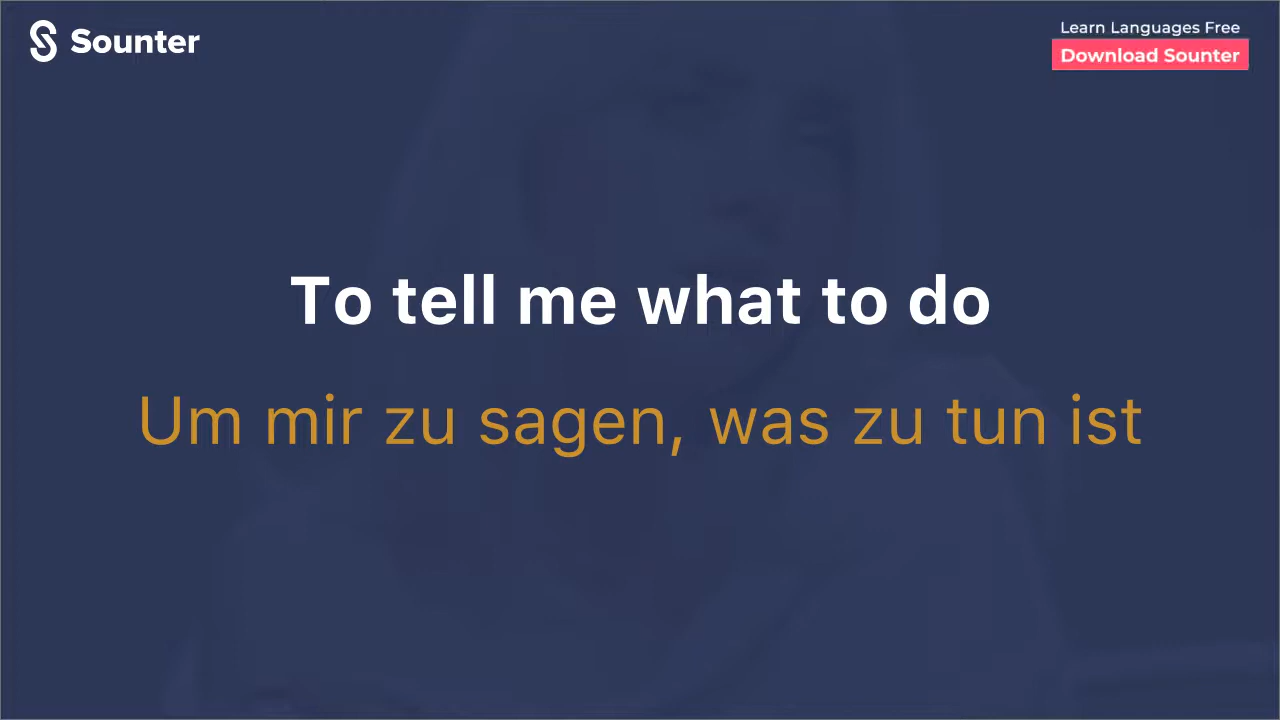 Sounter
Learn Languages Free
Download Sounter
To tell me what to do
Um mir zu sagen, was zu tun ist